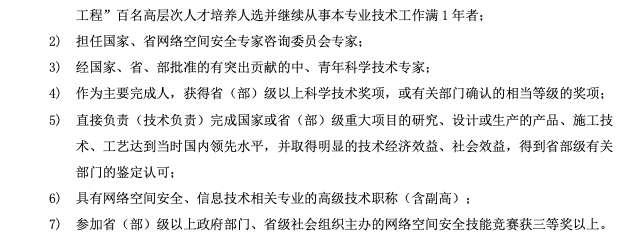 工程”百名高层次人才培养人选并继续从事本专业技术工作满 1 年者；
2) 担任国家、省网络空间安全专家咨询委员会专家；
3) 经国家、省、部批准的有突出贡献的中、青年科学技术专家；
4) 作为主要完成人，获得省（部）级以上科学技术奖项，或有关部门确认的相当等级的奖项；
5) 直接负责（技术负责）完成国家或省（部）级重大项目的研究、设计或生产的产品、施工技
术、工艺达到当时国内领先水平，并取得明显的技术经济效益、社会效益，得到省部级有关
部门的鉴定认可；
6) 具有网络空间安全、信息技术相关专业的高级技术职称（含副高）；
7) 参加省（部）级以上政府部门、省级社会组织主办的网络空间安全技能竞赛获三等奖以上。